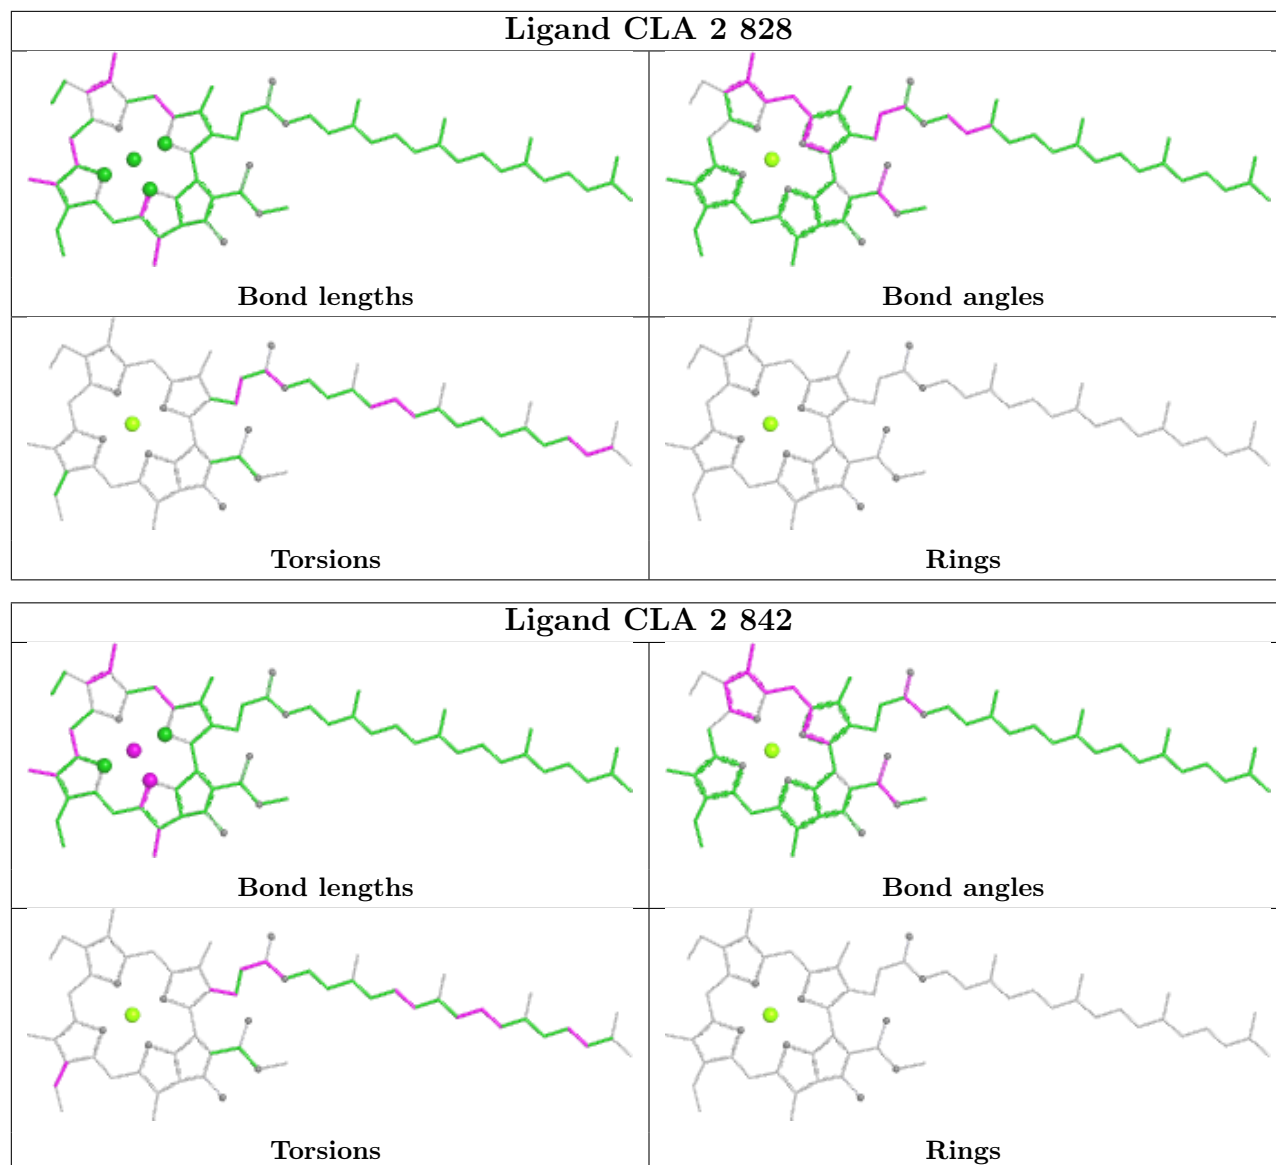 Ligand CLA 2 828
Bond lengths
Bond angles
Torsions
Rings
Ligand CLA 2 842
Bond lengths
Bond angles
Torsions
Rings